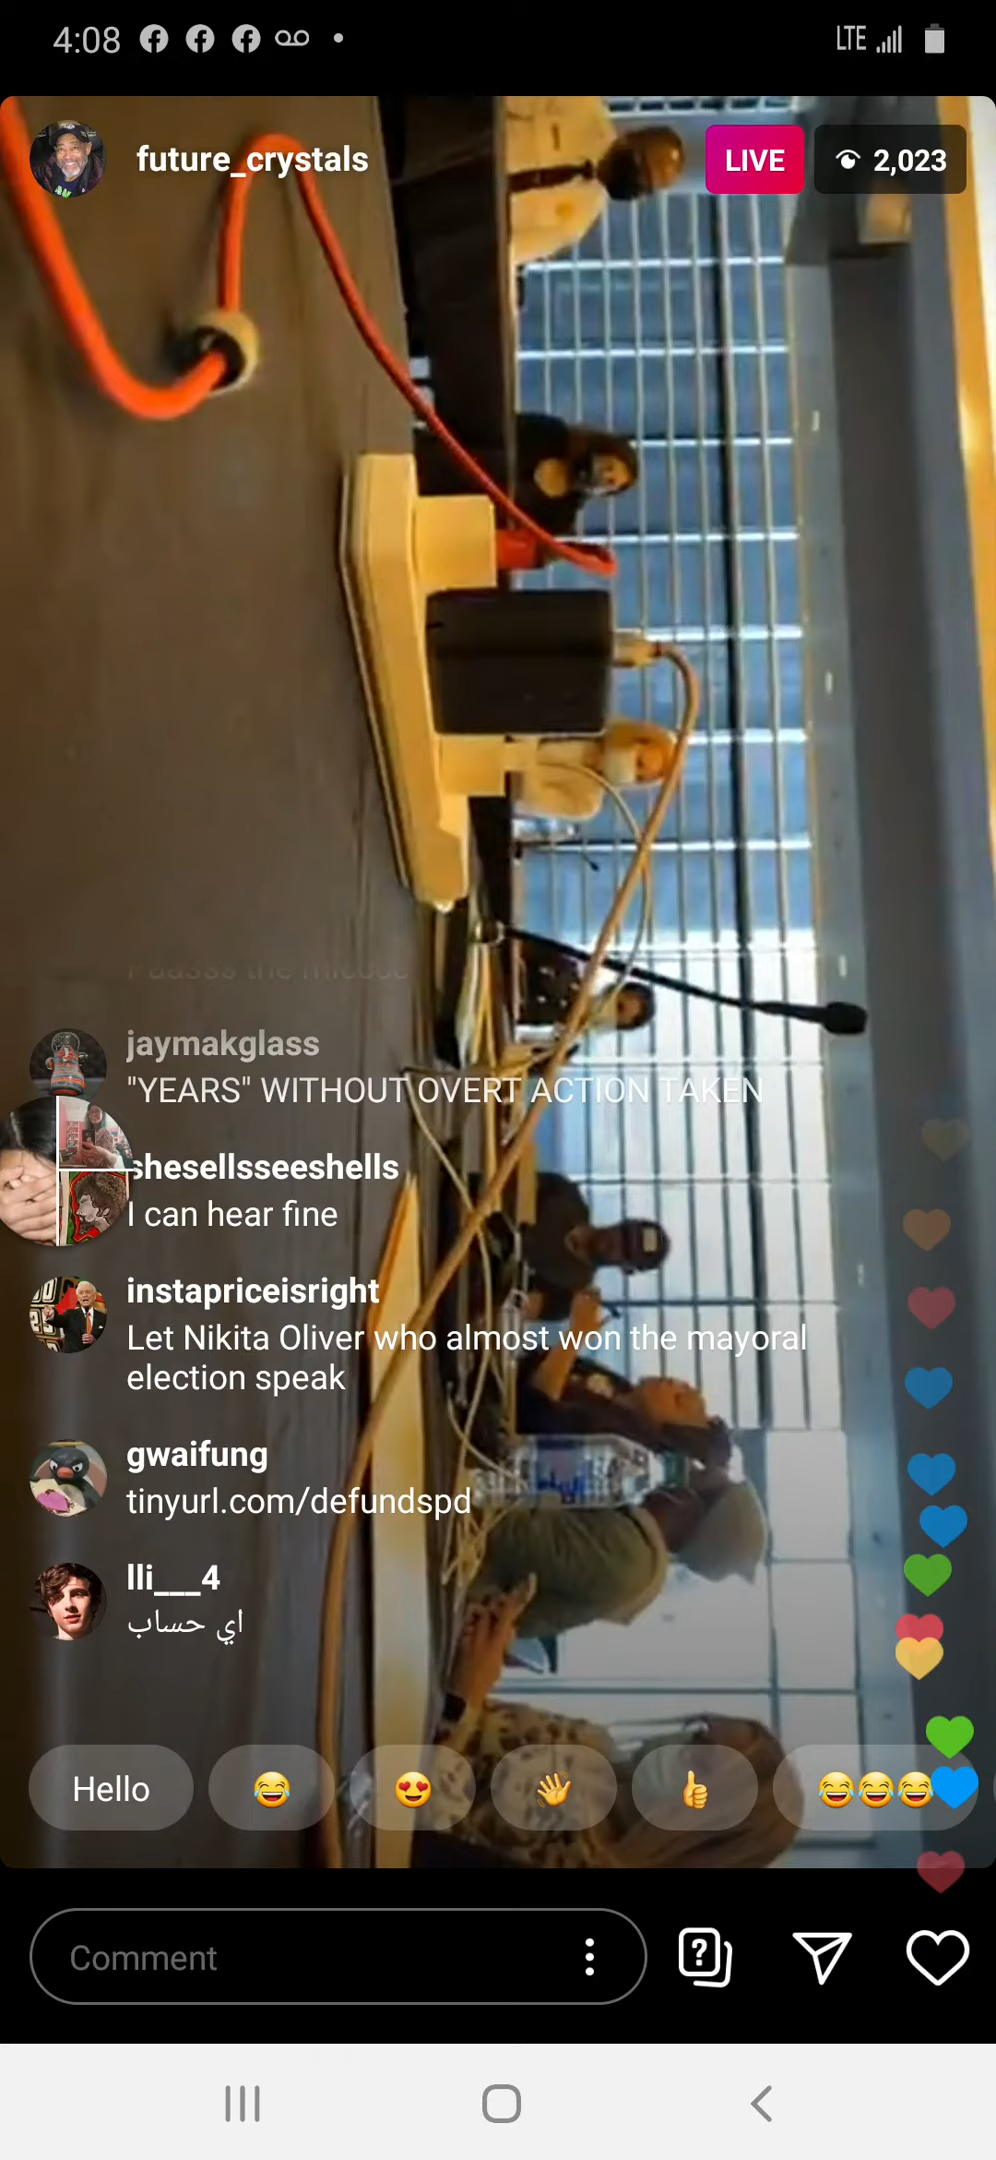 4:08
LTE
future_crystals
LIVE
2,023
jaymakglass
"YEARS" WITHOUT OVERT ACTION TAKEN
shesellsseeshells
I can hear fine
instapriceisright
Let Nikita Oliver who almost won the mayoral
election speak
gwaifung
tinyurl.com/defundspd
lli___4
اي حساب
Hello
Comment